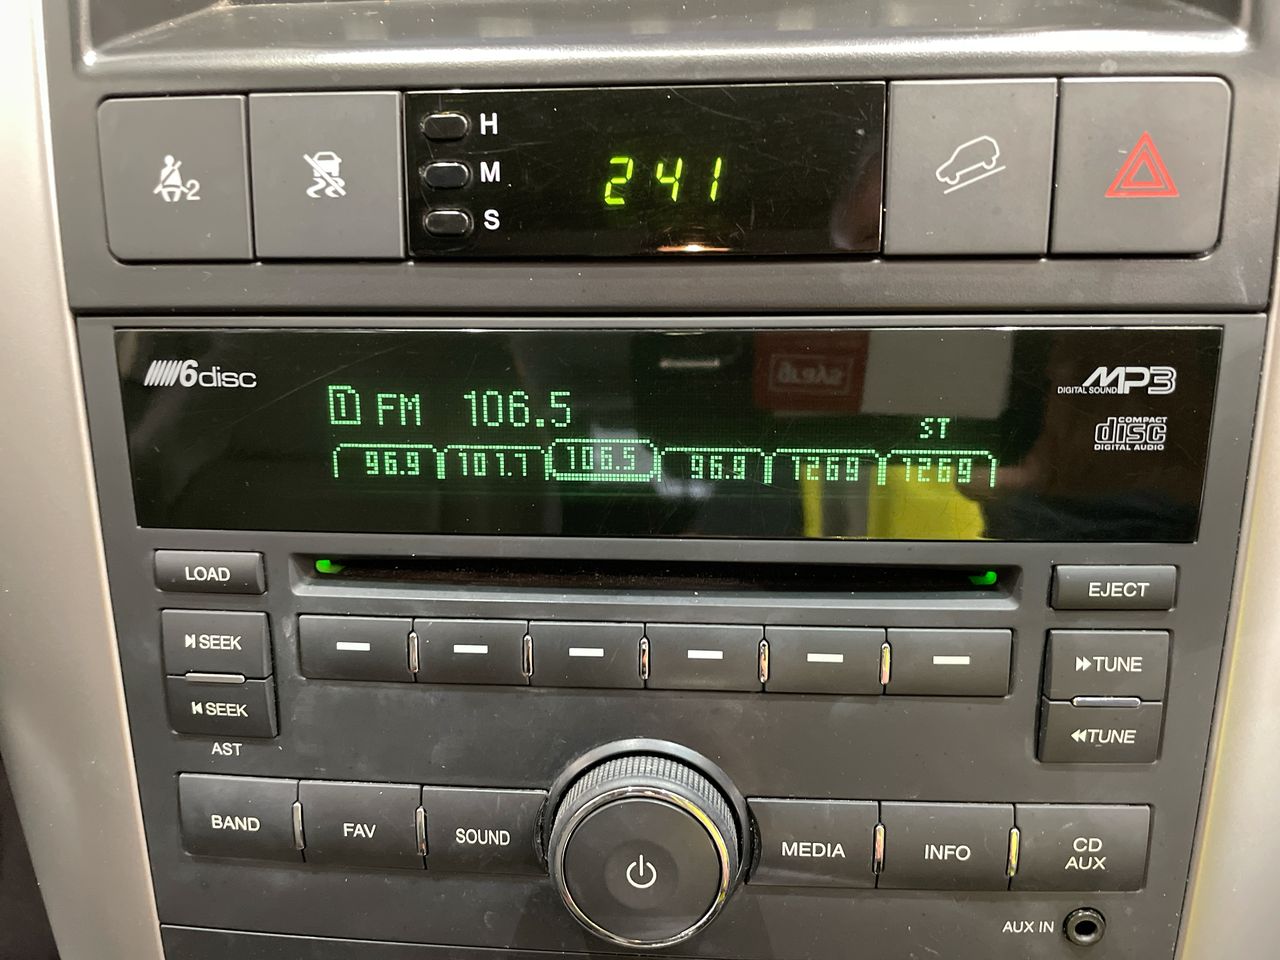 H
M
S
2
241
6disc
MP3
DIGITAL SOUND
COMPACT
disc
DIGITAL AUDIO
1 FM 106.5
ST
96.9 107.7 106.5 96.9 1269 1269
LOAD
EJECT
SEEK
TUNE
SEEK
TUNE
AST
BAND
FAV
SOUND
MEDIA
INFO
CD
AUX
AUX IN